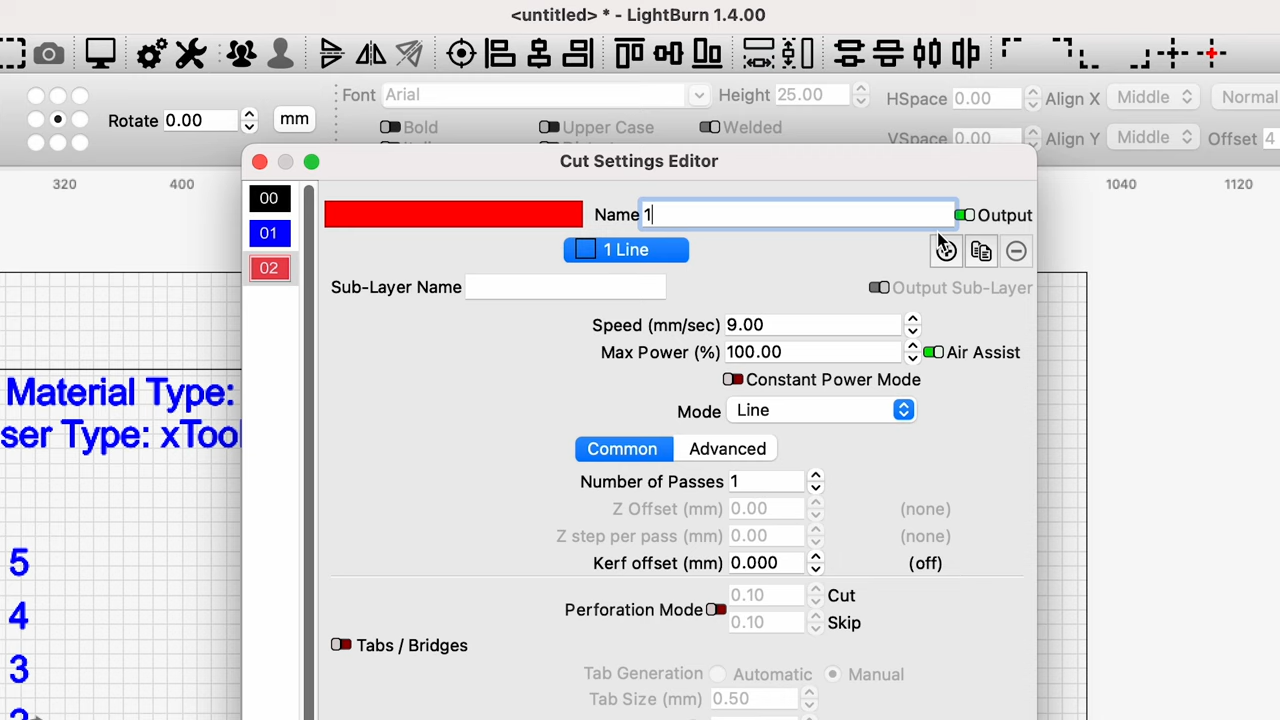 <untitled> * - LightBurn 1.4.00
Font Arial Height 25.00 HSpace 0.00 Align X Middle Normal
Rotate 0.00 mm
Bold Upper Case Welded
VSpace 0.00 Align Y Middle Offset 4
320 400 1040 1120
Cut Settings Editor
00
01
02
Name 1 Output
1 Line
Sub-Layer Name Output Sub-Layer
Speed (mm/sec) 9.00
Max Power (%) 100.00 Air Assist
Constant Power Mode
Mode Line
Common Advanced
Number of Passes 1
Z Offset (mm) 0.00 (none)
Z step per pass (mm) 0.00 (none)
Kerf offset (mm) 0.000 (off)
0.10 Cut
Perforation Mode
0.10 Skip
Tabs / Bridges
Tab Generation Automatic Manual
Tab Size (mm) 0.50
Material Type:
ser Type: xTool
5
4
3